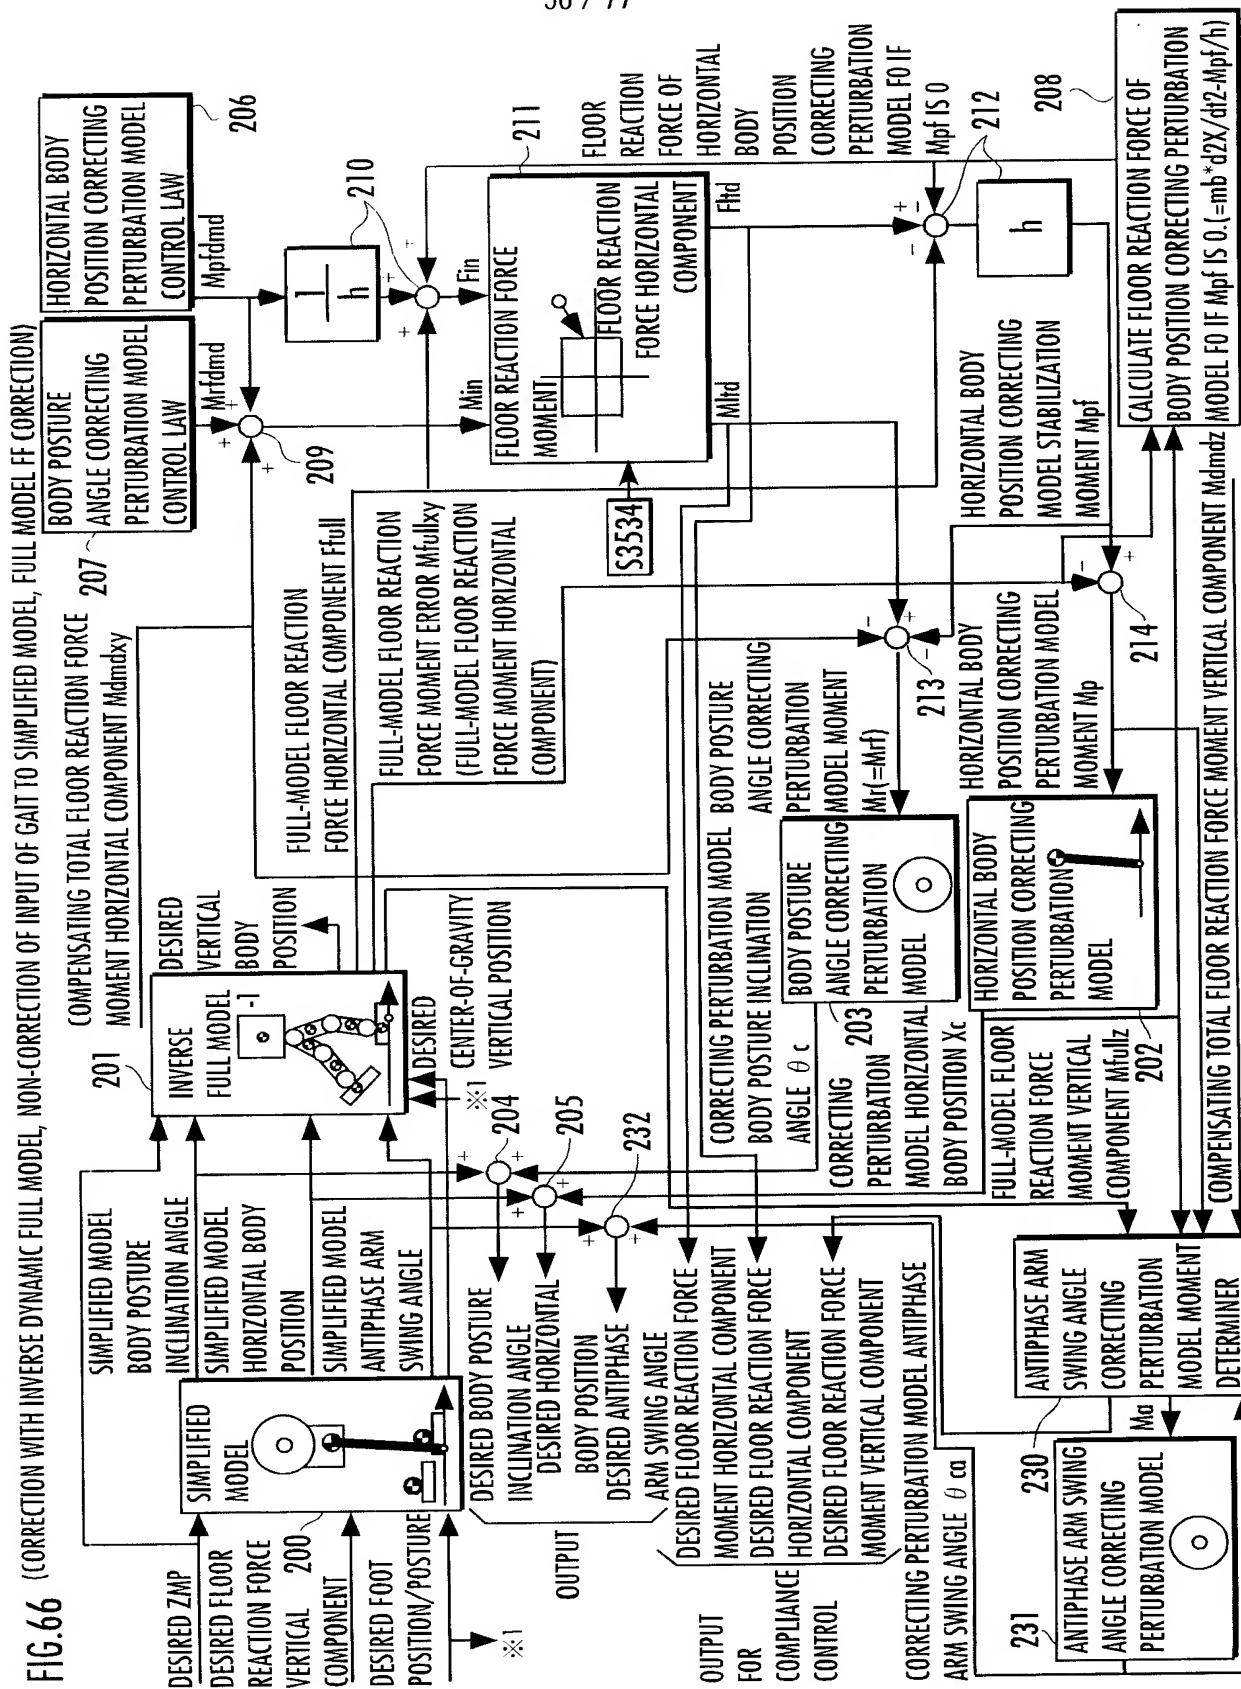 56 / 77
FIG.66 (CORRECTION WITH INVERSE DYNAMIC FULL MODEL, NON-CORRECTION OF INPUT OF GAIT TO SIMPLIFIED MODEL, FULL MODEL FF CORRECTION)
DESIRED ZMP
DESIRED FLOOR
REACTION FORCE
VERTICAL
COMPONENT
DESIRED FOOT
POSITION/POSTURE
※1
200
SIMPLIFIED
MODEL
SIMPLIFIED MODEL
BODY POSTURE
INCLINATION ANGLE
SIMPLIFIED MODEL
HORIZONTAL BODY
POSITION
SIMPLIFIED MODEL
ANTIPHASE ARM
SWING ANGLE
201
INVERSE
FULL MODEL
-1
※1
DESIRED
CENTER-OF-GRAVITY
VERTICAL POSITION
DESIRED
VERTICAL
BODY
POSITION
COMPENSATING TOTAL FLOOR REACTION FORCE
MOMENT HORIZONTAL COMPONENT Mdmdxy
FULL-MODEL FLOOR REACTION
FORCE HORIZONTAL COMPONENT Ffull
FULL-MODEL FLOOR REACTION
FORCE MOMENT ERROR Mfullxy
(FULL-MODEL FLOOR REACTION
FORCE MOMENT HORIZONTAL
COMPONENT)
207
BODY POSTURE
ANGLE CORRECTING
PERTURBATION MODEL
CONTROL LAW
Mrfdmd
HORIZONTAL BODY
POSITION CORRECTING
PERTURBATION MODEL
CONTROL LAW
206
Mpfdmd
209
+
+
+
1
h
210
+
+
+
Min
Fin
211
FLOOR REACTION FORCE
MOMENT
FLOOR REACTION
FORCE HORIZONTAL
COMPONENT
S3534
Mltd
Fltd
FLOOR
REACTION
FORCE OF
HORIZONTAL
BODY
POSITION
CORRECTING
PERTURBATION
MODEL F0 IF
Mpf IS 0
212
+
-
-
h
208
CALCULATE FLOOR REACTION FORCE OF
BODY POSITION CORRECTING PERTURBATION
MODEL F0 IF Mpf IS 0.(=mb*d2X/dt2-Mpf/h)
HORIZONTAL BODY
POSITION CORRECTING
MODEL STABILIZATION
MOMENT Mpf
213
-
+
-
214
-
+
HORIZONTAL BODY
POSITION CORRECTING
PERTURBATION MODEL
MOMENT Mp
BODY POSTURE
ANGLE CORRECTING
PERTURBATION
MODEL MOMENT
Mr(=Mrf)
204
+
+
205
+
+
232
+
+
DESIRED BODY POSTURE
INCLINATION ANGLE
DESIRED HORIZONTAL
BODY POSITION
DESIRED ANTIPHASE
ARM SWING ANGLE
OUTPUT
DESIRED FLOOR REACTION FORCE
MOMENT HORIZONTAL COMPONENT
DESIRED FLOOR REACTION FORCE
HORIZONTAL COMPONENT
DESIRED FLOOR REACTION FORCE
MOMENT VERTICAL COMPONENT
OUTPUT
FOR
COMPLIANCE
CONTROL
CORRECTING PERTURBATION MODEL
BODY POSTURE INCLINATION
ANGLE θ c
203
BODY POSTURE
ANGLE CORRECTING
PERTURBATION
MODEL
CORRECTING
PERTURBATION
MODEL HORIZONTAL
BODY POSITION Xc
HORIZONTAL BODY
POSITION CORRECTING
PERTURBATION
MODEL
202
FULL-MODEL FLOOR
REACTION FORCE
MOMENT VERTICAL
COMPONENT Mfullz
COMPENSATING TOTAL FLOOR REACTION FORCE MOMENT VERTICAL COMPONENT Mdmdz
CORRECTING PERTURBATION MODEL ANTIPHASE
ARM SWING ANGLE θ ca
230
ANTIPHASE ARM
SWING ANGLE
CORRECTING
PERTURBATION
MODEL MOMENT
DETERMINER
Ma
231
ANTIPHASE ARM SWING
ANGLE CORRECTING
PERTURBATION MODEL